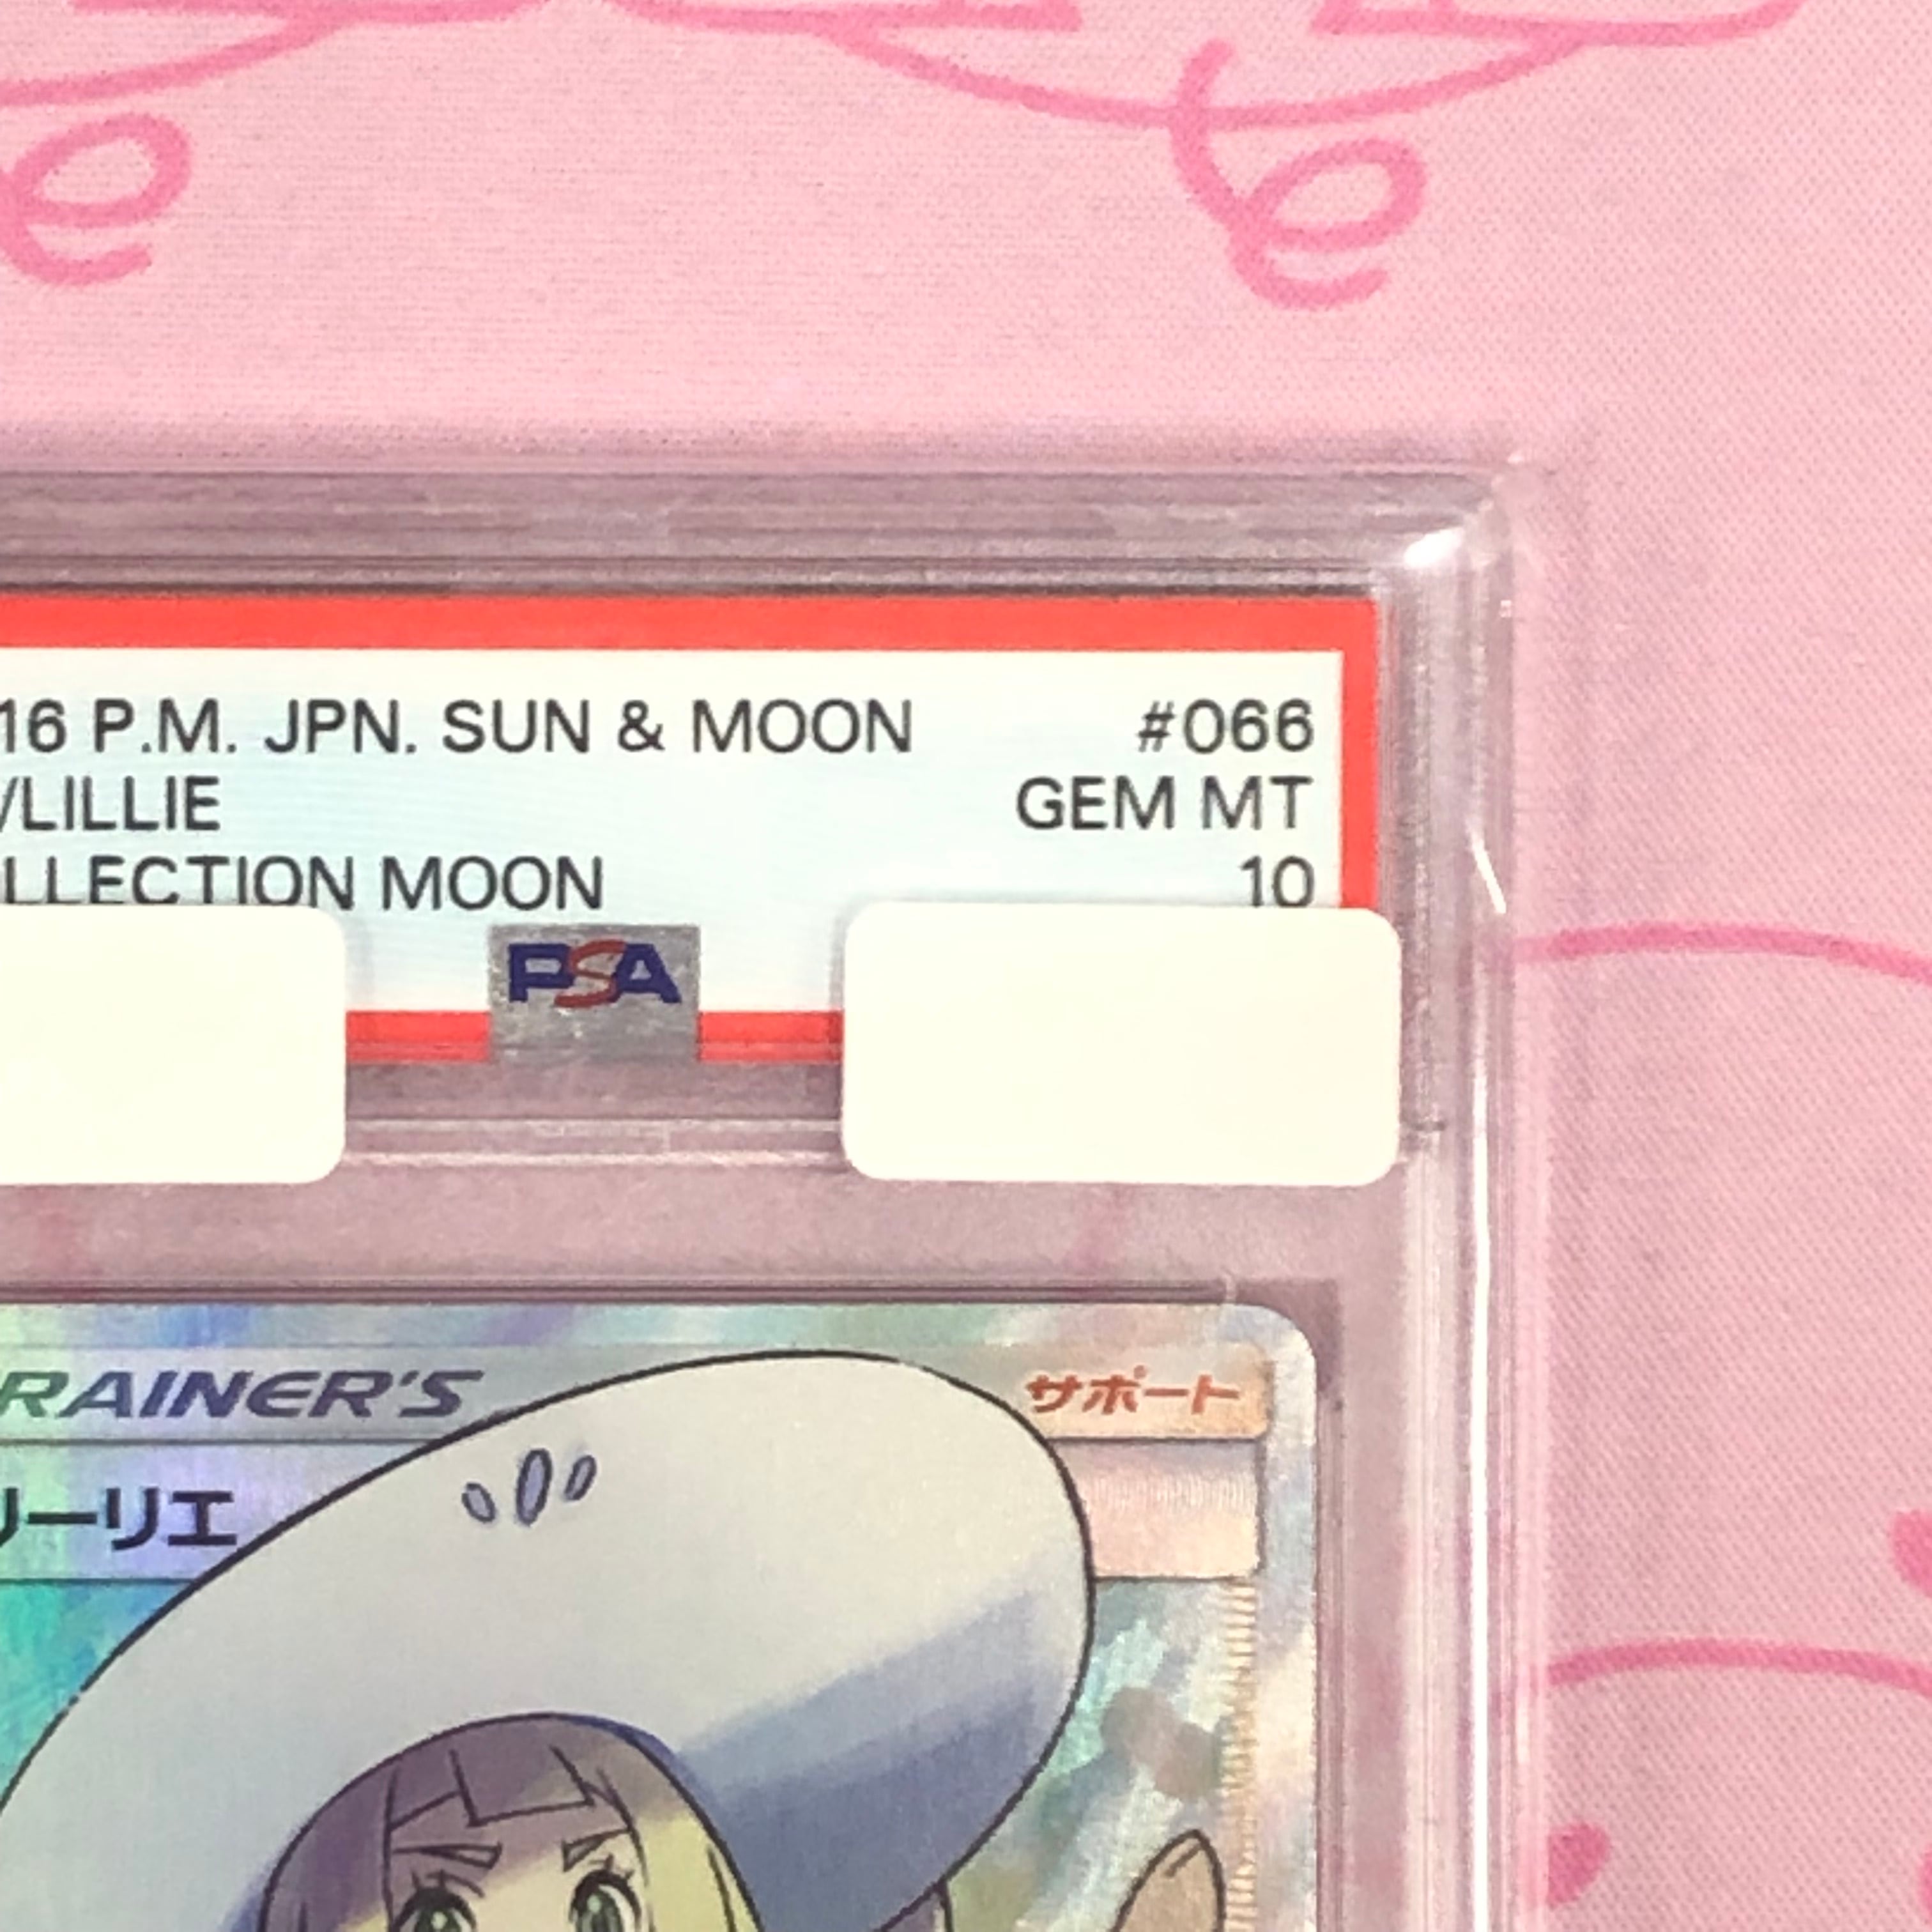 16 P.M. JPN. SUN & MOON #066
/LILLIE GEM MT
LLECTION MOON 10
PSA
RAINER'S サポート
リーリエ